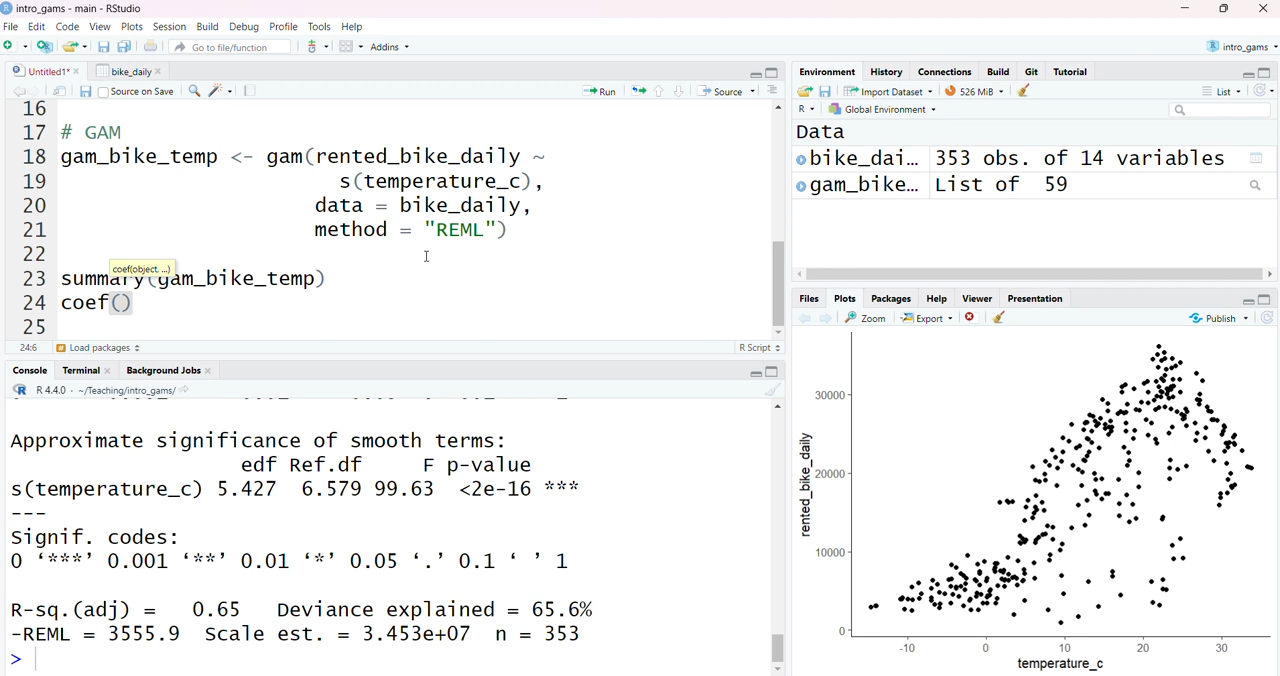 intro_gams - main - RStudio
File Edit Code View Plots Session Build Debug Profile Tools Help
Go to file/function Addins intro_gams
Untitled1* bike_daily
Source on Save Run Source
16
17 # GAM
18 gam_bike_temp <- gam(rented_bike_daily ~
19 s(temperature_c),
20 data = bike_daily,
21 method = "REML")
22
coef(object, ...)
23 summary(gam_bike_temp)
24 coef()
25
24:6 Load packages R Script
Console Terminal Background Jobs
R 4.4.0 · ~/Teaching/intro_gams/
Approximate significance of smooth terms:
edf Ref.df F p-value
s(temperature_c) 5.427 6.579 99.63 <2e-16 ***
---
Signif. codes:
0 ‘***’ 0.001 ‘**’ 0.01 ‘*’ 0.05 ‘.’ 0.1 ‘ ’ 1
R-sq.(adj) = 0.65 Deviance explained = 65.6%
-REML = 3555.9 Scale est. = 3.453e+07 n = 353
>
Environment History Connections Build Git Tutorial
Import Dataset 526 MiB List
R Global Environment
Data
bike_dai... 353 obs. of 14 variables
gam_bike... List of 59
Files Plots Packages Help Viewer Presentation
Zoom Export Publish
rented_bike_daily
30000
20000
10000
0
-10 0 10 20 30
temperature_c